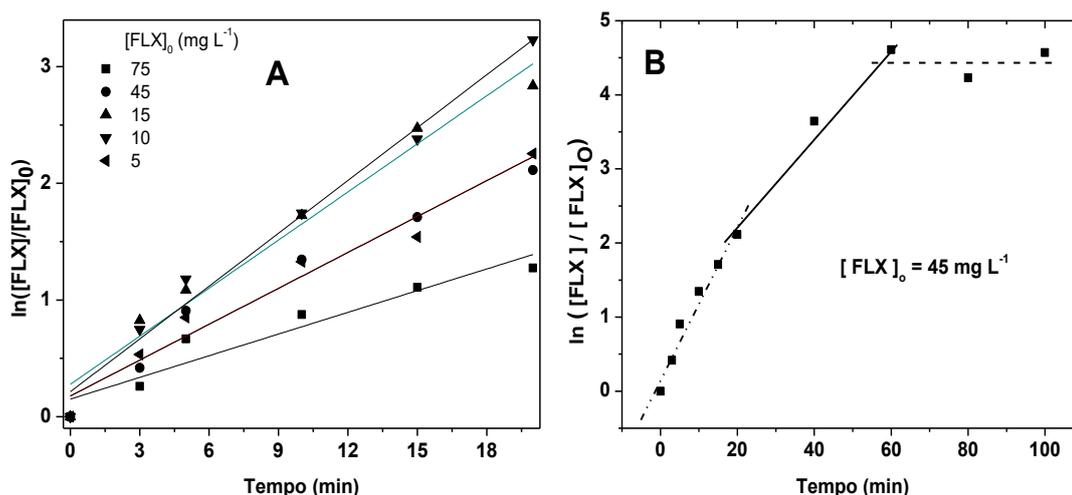 A
[FLX]₀ (mg L⁻¹)
75
45
15
10
5
ln([FLX]/[FLX]₀)
3
2
1
0
0 3 6 9 12 15 18
Tempo (min)
B
ln ( [FLX ] / [ FLX ]O)
5
4
3
2
1
0
[ FLX ]ₒ = 45 mg L⁻¹
0 20 40 60 80 100
Tempo (min)